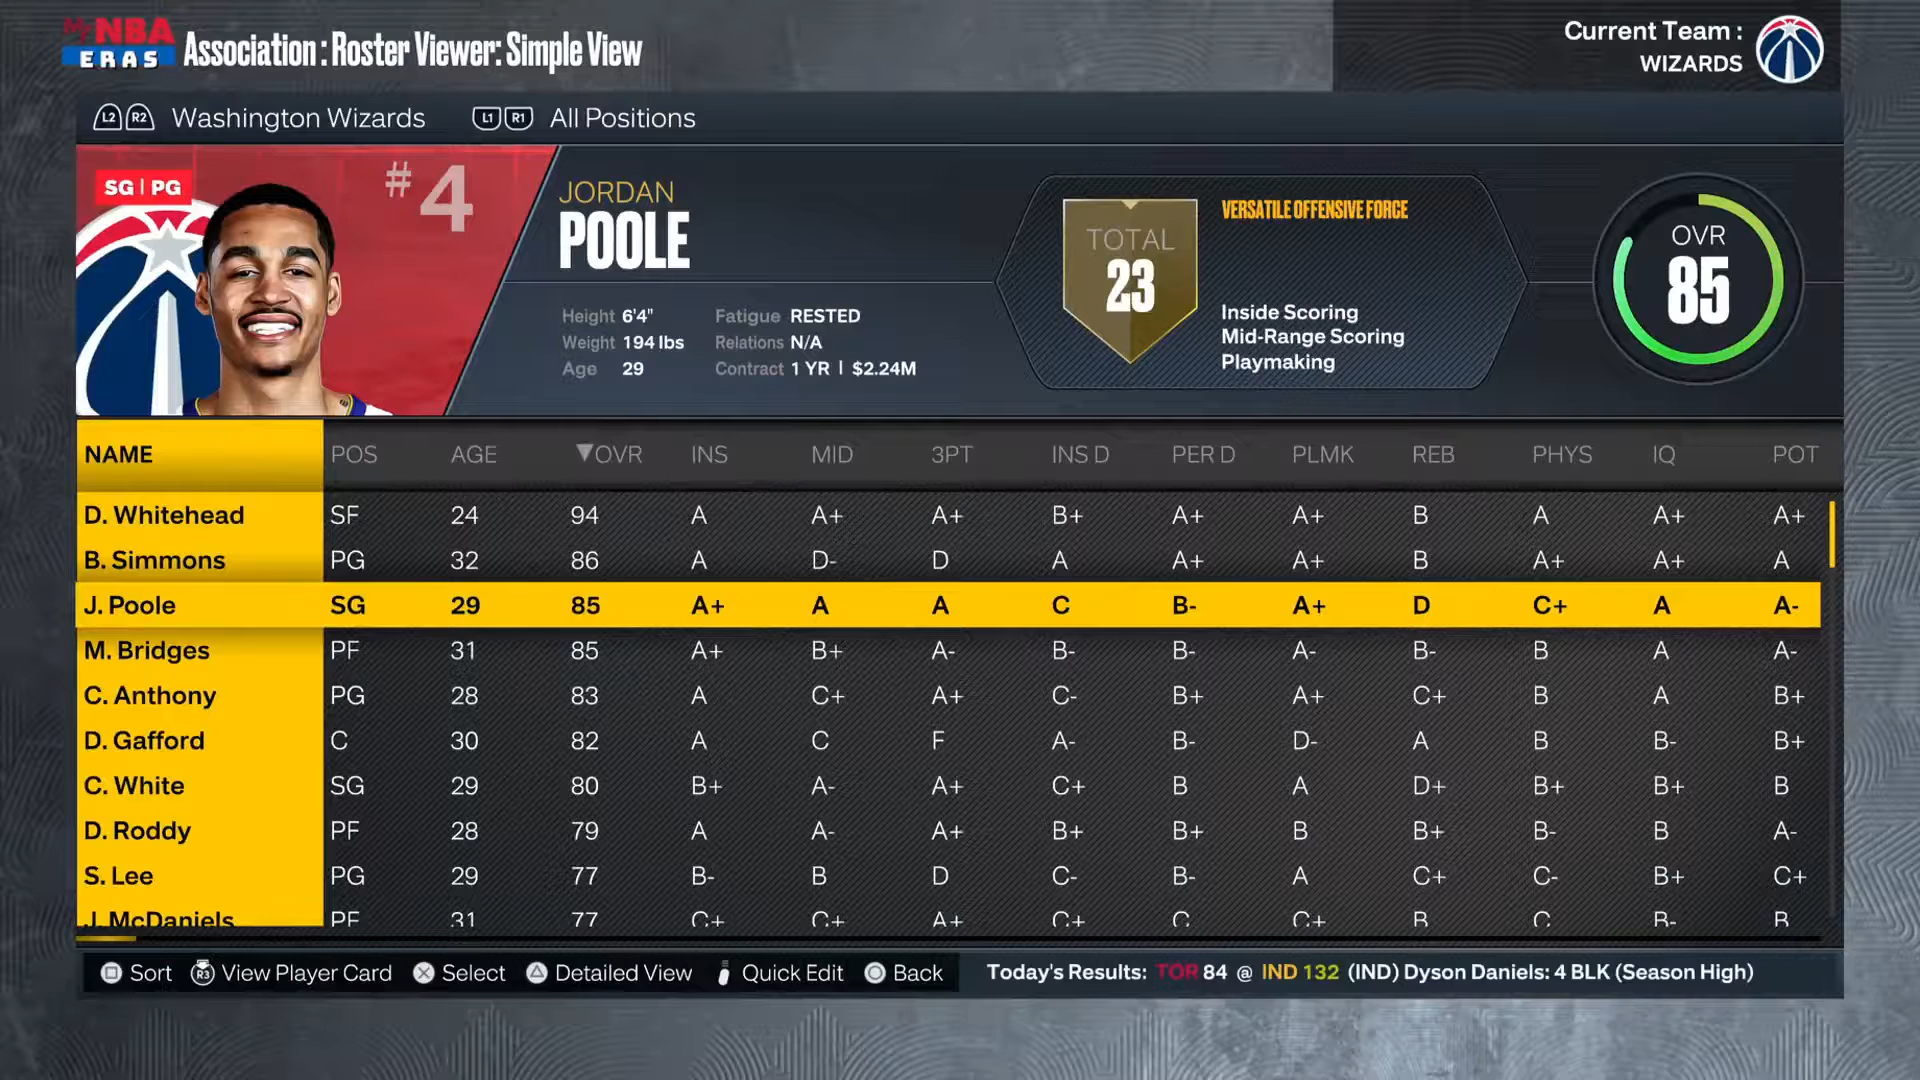 MyNBA ERAS
Association : Roster Viewer: Simple View
Current Team :
WIZARDS
L2 R2 Washington Wizards L1 R1 All Positions
SG | PG
#4
JORDAN
POOLE
Height 6'4" Fatigue RESTED
Weight 194 lbs Relations N/A
Age 29 Contract 1 YR | $2.24M
TOTAL
23
VERSATILE OFFENSIVE FORCE
Inside Scoring
Mid-Range Scoring
Playmaking
OVR
85
NAME POS AGE ▼OVR INS MID 3PT INS D PER D PLMK REB PHYS IQ POT
D. Whitehead SF 24 94 A A+ A+ B+ A+ A+ B A A+ A+
B. Simmons PG 32 86 A D- D A A+ A+ B A+ A+ A
J. Poole SG 29 85 A+ A A C B- A+ D C+ A A-
M. Bridges PF 31 85 A+ B+ A- B- B- A- B- B A A-
C. Anthony PG 28 83 A C+ A+ C- B+ A+ C+ B A B+
D. Gafford C 30 82 A C F A- B- D- A B B- B+
C. White SG 29 80 B+ A- A+ C+ B A D+ B+ B+ B
D. Roddy PF 28 79 A A- A+ B+ B+ B B+ B- B A-
S. Lee PG 29 77 B- B D C- B- A C+ C- B+ C+
J. McDaniels PF 31 77 C+ C+ A+ C+ C C+ B C B- B
Sort R3 View Player Card Select Detailed View Quick Edit Back
Today's Results: TOR 84 @ IND 132 (IND) Dyson Daniels: 4 BLK (Season High)